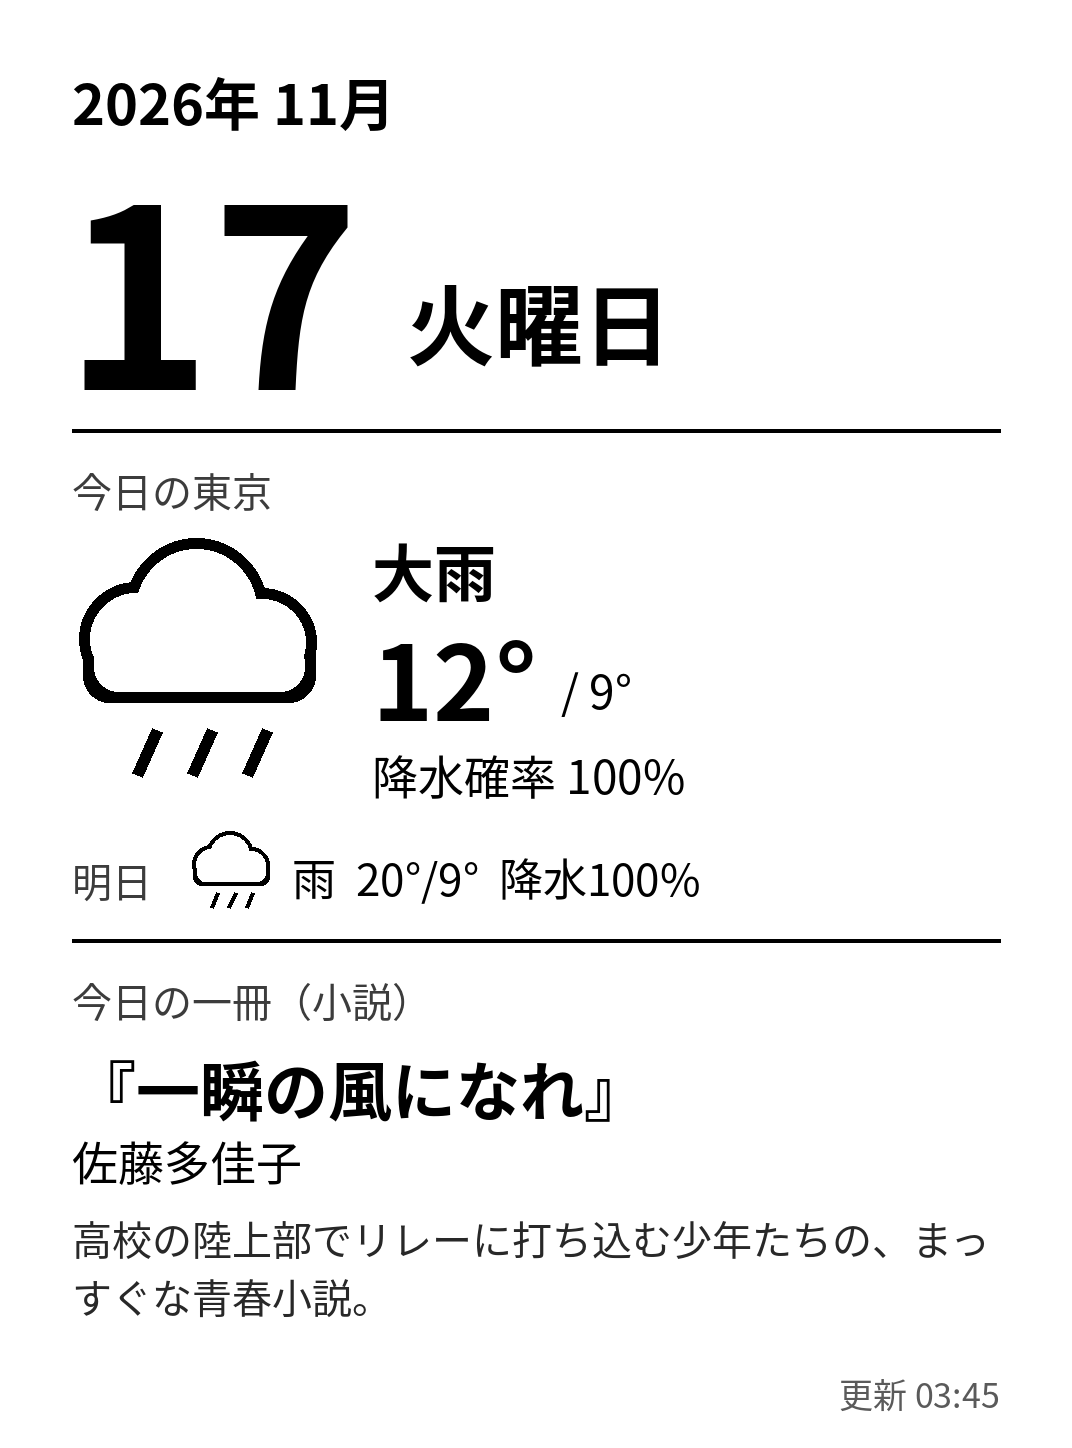 2026年 11月
17 火曜日
今日の東京
大雨
12° / 9°
降水確率 100%
明日 雨 20°/9° 降水100%
今日の一冊（小説）
『一瞬の風になれ』
佐藤多佳子
高校の陸上部でリレーに打ち込む少年たちの、まっ
すぐな青春小説。
更新 03:45